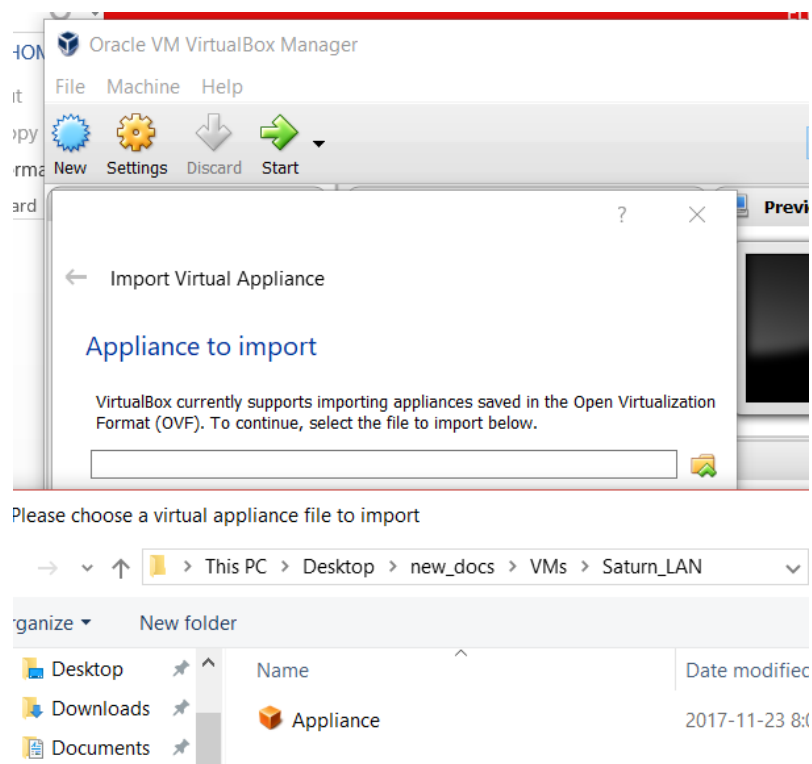 Oracle VM VirtualBox Manager
File Machine Help
New Settings Discard Start
Import Virtual Appliance
Appliance to import
VirtualBox currently supports importing appliances saved in the Open Virtualization
Format (OVF). To continue, select the file to import below.
Please choose a virtual appliance file to import
This PC > Desktop > new_docs > VMs > Saturn_LAN
New folder
Desktop
Downloads
Documents
Name
Date modified
Appliance
2017-11-23